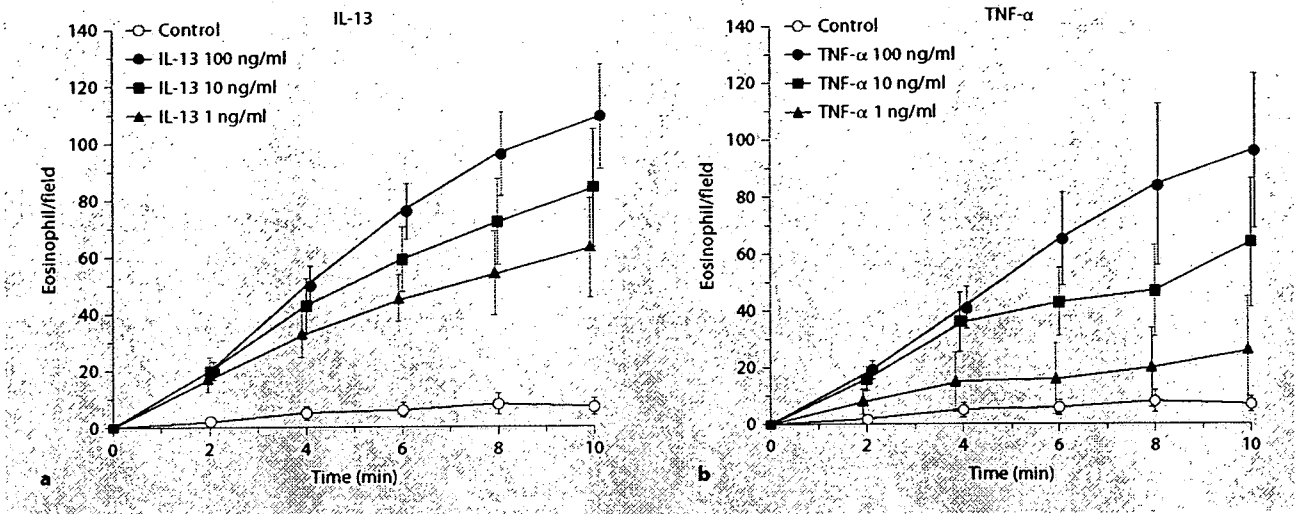 IL-13
Control
IL-13 100 ng/ml
IL-13 10 ng/ml
IL-13 1 ng/ml
Eosinophil/field
140
120
100
80
60
40
20
0
0 2 4 6 8 10
Time (min)
a
TNF-α
Control
TNF-α 100 ng/ml
TNF-α 10 ng/ml
TNF-α 1 ng/ml
Eosinophil/field
140
120
100
80
60
40
20
0
0 2 4 6 8 10
Time (min)
b